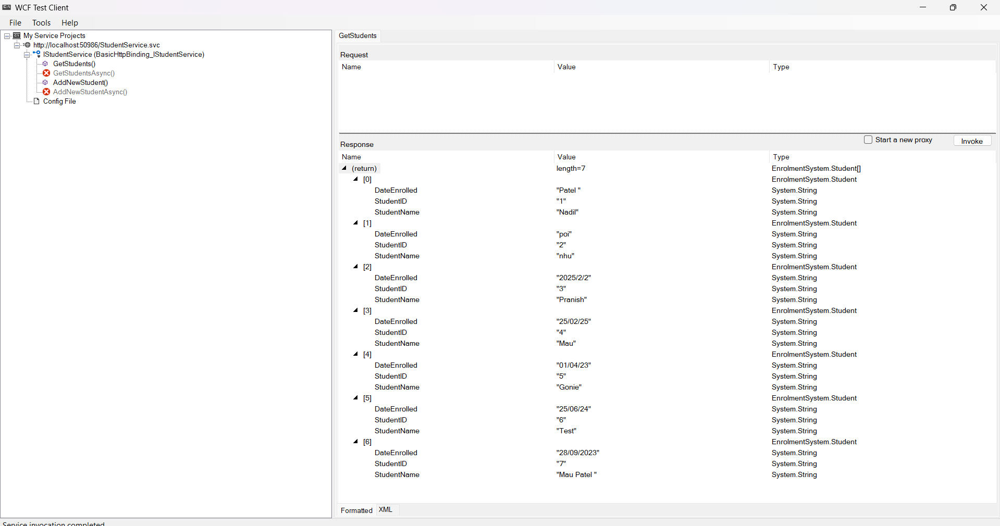 WCF Test Client
File Tools Help
My Service Projects
http://localhost:50986/StudentService.svc
IStudentService (BasicHttpBinding_IStudentService)
GetStudents()
GetStudentsAsync()
AddNewStudent()
AddNewStudentAsync()
Config File
GetStudents
Request
Name Value Type
Response
Start a new proxy Invoke
Name Value Type
(return) length=7 EnrolmentSystem.Student[]
[0] EnrolmentSystem.Student
DateEnrolled "Patel " System.String
StudentID "1" System.String
StudentName "Nadil" System.String
[1] EnrolmentSystem.Student
DateEnrolled "poi" System.String
StudentID "2" System.String
StudentName "nhu" System.String
[2] EnrolmentSystem.Student
DateEnrolled "2025/2/2" System.String
StudentID "3" System.String
StudentName "Pranish" System.String
[3] EnrolmentSystem.Student
DateEnrolled "25/02/25" System.String
StudentID "4" System.String
StudentName "Mau" System.String
[4] EnrolmentSystem.Student
DateEnrolled "01/04/23" System.String
StudentID "5" System.String
StudentName "Gonie" System.String
[5] EnrolmentSystem.Student
DateEnrolled "25/06/24" System.String
StudentID "6" System.String
StudentName "Test" System.String
[6] EnrolmentSystem.Student
DateEnrolled "28/09/2023" System.String
StudentID "7" System.String
StudentName "Mau Patel " System.String
Formatted XML
Service invocation completed.